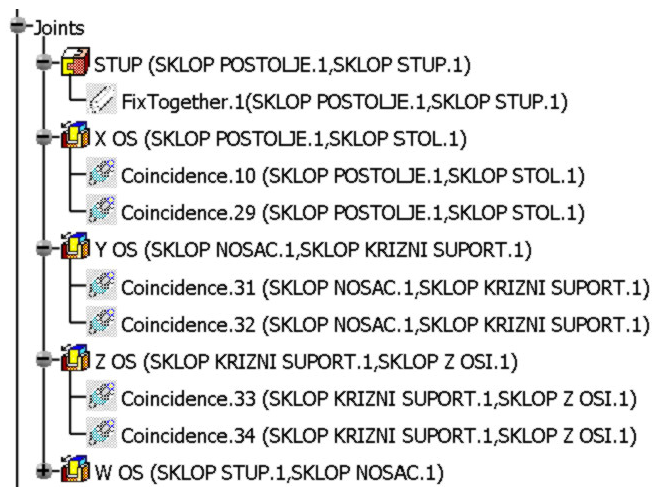 Joints
STUP (SKLOP POSTOLJE.1,SKLOP STUP.1)
FixTogether.1(SKLOP POSTOLJE.1,SKLOP STUP.1)
X OS (SKLOP POSTOLJE.1,SKLOP STOL.1)
Coincidence.10 (SKLOP POSTOLJE.1,SKLOP STOL.1)
Coincidence.29 (SKLOP POSTOLJE.1,SKLOP STOL.1)
Y OS (SKLOP NOSAC.1,SKLOP KRIZNI SUPORT.1)
Coincidence.31 (SKLOP NOSAC.1,SKLOP KRIZNI SUPORT.1)
Coincidence.32 (SKLOP NOSAC.1,SKLOP KRIZNI SUPORT.1)
Z OS (SKLOP KRIZNI SUPORT.1,SKLOP Z OSI.1)
Coincidence.33 (SKLOP KRIZNI SUPORT.1,SKLOP Z OSI.1)
Coincidence.34 (SKLOP KRIZNI SUPORT.1,SKLOP Z OSI.1)
W OS (SKLOP STUP.1,SKLOP NOSAC.1)